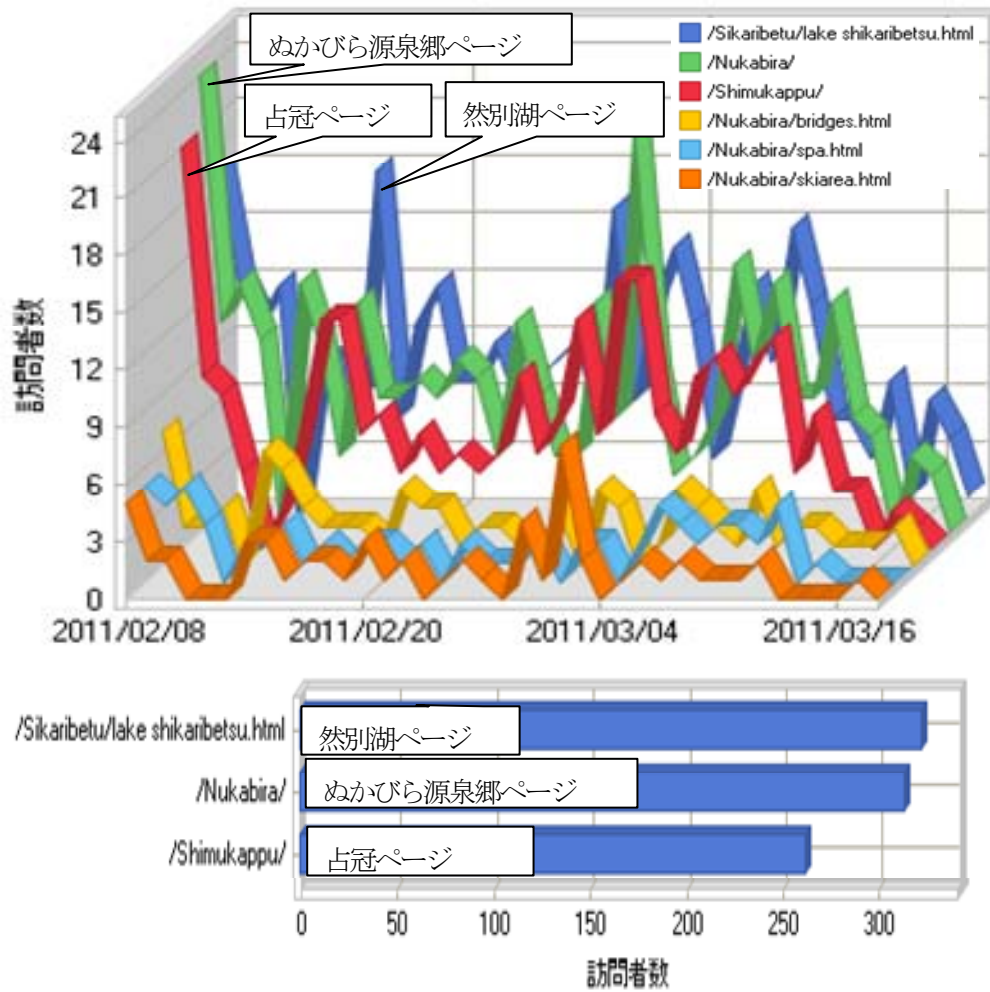 ぬかびら源泉郷ページ
占冠ページ
然別湖ページ
/Sikaribetu/lake shikaribetsu.html
/Nukabira/
/Shimukappu/
/Nukabira/bridges.html
/Nukabira/spa.html
/Nukabira/skiarea.html
訪問者数
24
21
18
15
12
9
6
3
0
2011/02/08
2011/02/20
2011/03/04
2011/03/16
/Sikaribetu/lake shikaribetsu.html
然別湖ページ
/Nukabira/
ぬかびら源泉郷ページ
/Shimukappu/
占冠ページ
0 50 100 150 200 250 300
訪問者数